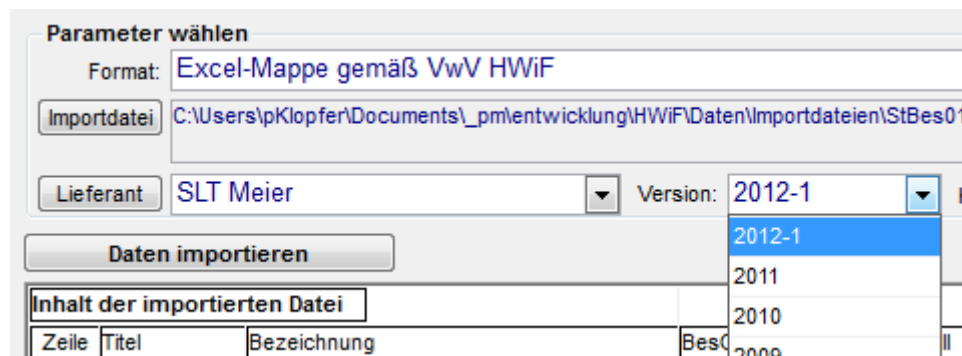 Parameter wählen
Format: Excel-Mappe gemäß VwV HWiF
Importdatei C:\Users\pKlopfer\Documents\_pm\entwicklung\HWiF\Daten\Importdateien\StBes01
Lieferant SLT Meier Version: 2012-1
2012-1
Daten importieren
2011
Inhalt der importierten Datei
2010
Zeile Titel Bezeichnung
2009